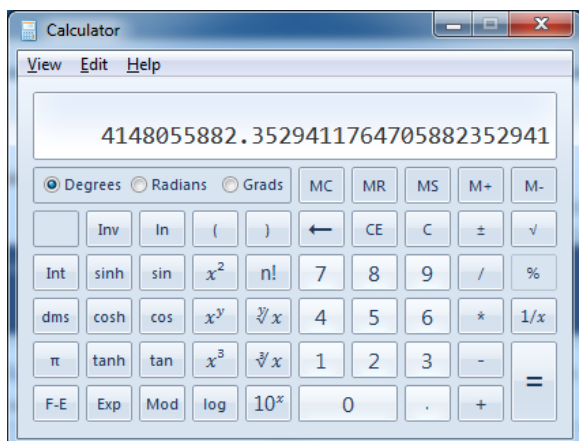 Calculator
View Edit Help
4148055882.3529411764705882352941
Degrees Radians Grads MC MR MS M+ M-
Inv ln ( ) ← CE C ± √
Int sinh sin x² n! 7 8 9 / %
dms cosh cos xʸ ʸ√x 4 5 6 * 1/x
π tanh tan x³ ³√x 1 2 3 - =
F-E Exp Mod log 10ˣ 0 . +